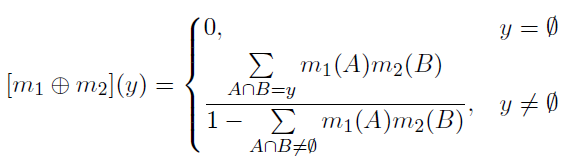 [m₁ ⊕ m₂](y) = { 0, y = ∅
∑_{A∩B=y} m₁(A)m₂(B) / 1 − ∑_{A∩B≠∅} m₁(A)m₂(B), y ≠ ∅